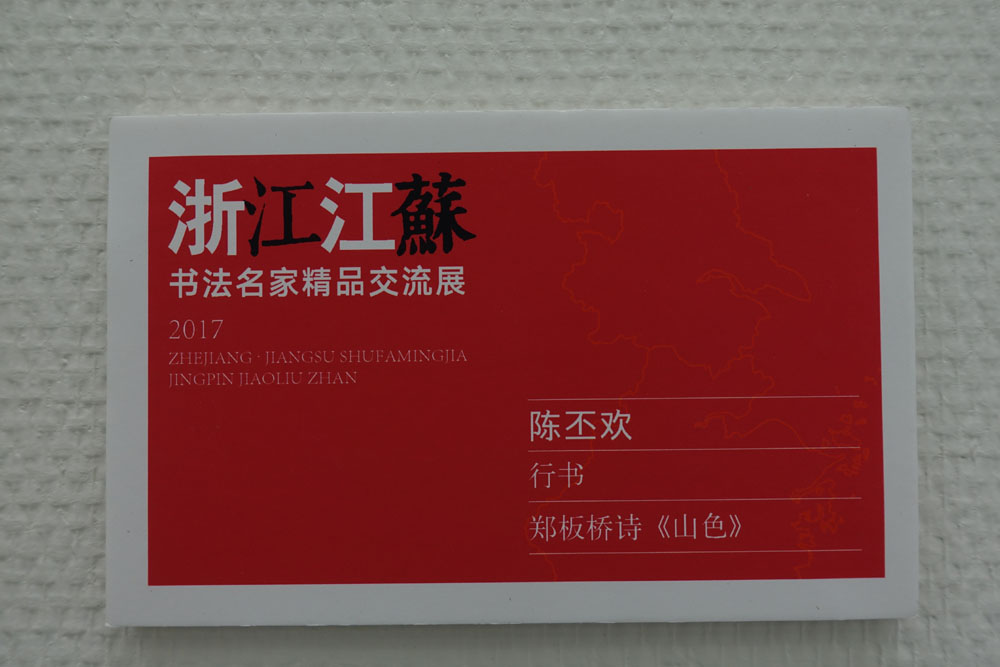 浙江江蘇
书法名家精品交流展
2017
ZHEJIANG · JIANGSU SHUFAMINGJIA
JINGPIN JIAOLIU ZHAN
陈丕欢
行书
郑板桥诗《山色》